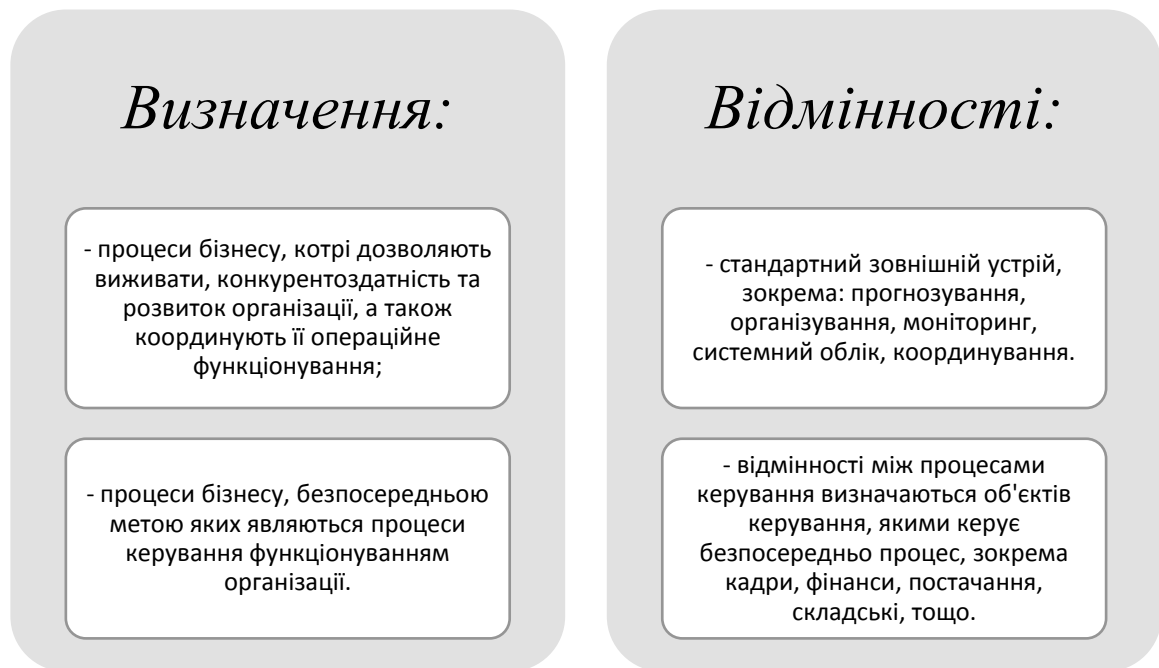 Визначення:
- процеси бізнесу, котрі дозволяють
виживати, конкурентоздатність та
розвиток організації, а також
координують її операційне
функціонування;
- процеси бізнесу, безпосередньою
метою яких являються процеси
керування функціонуванням
організації.
Відмінності:
- стандартний зовнішній устрій,
зокрема: прогнозування,
організування, моніторинг,
системний облік, координування.
- відмінності між процесами
керування визначаються об'єктів
керування, якими керує
безпосередньо процес, зокрема
кадри, фінанси, постачання,
складські, тощо.